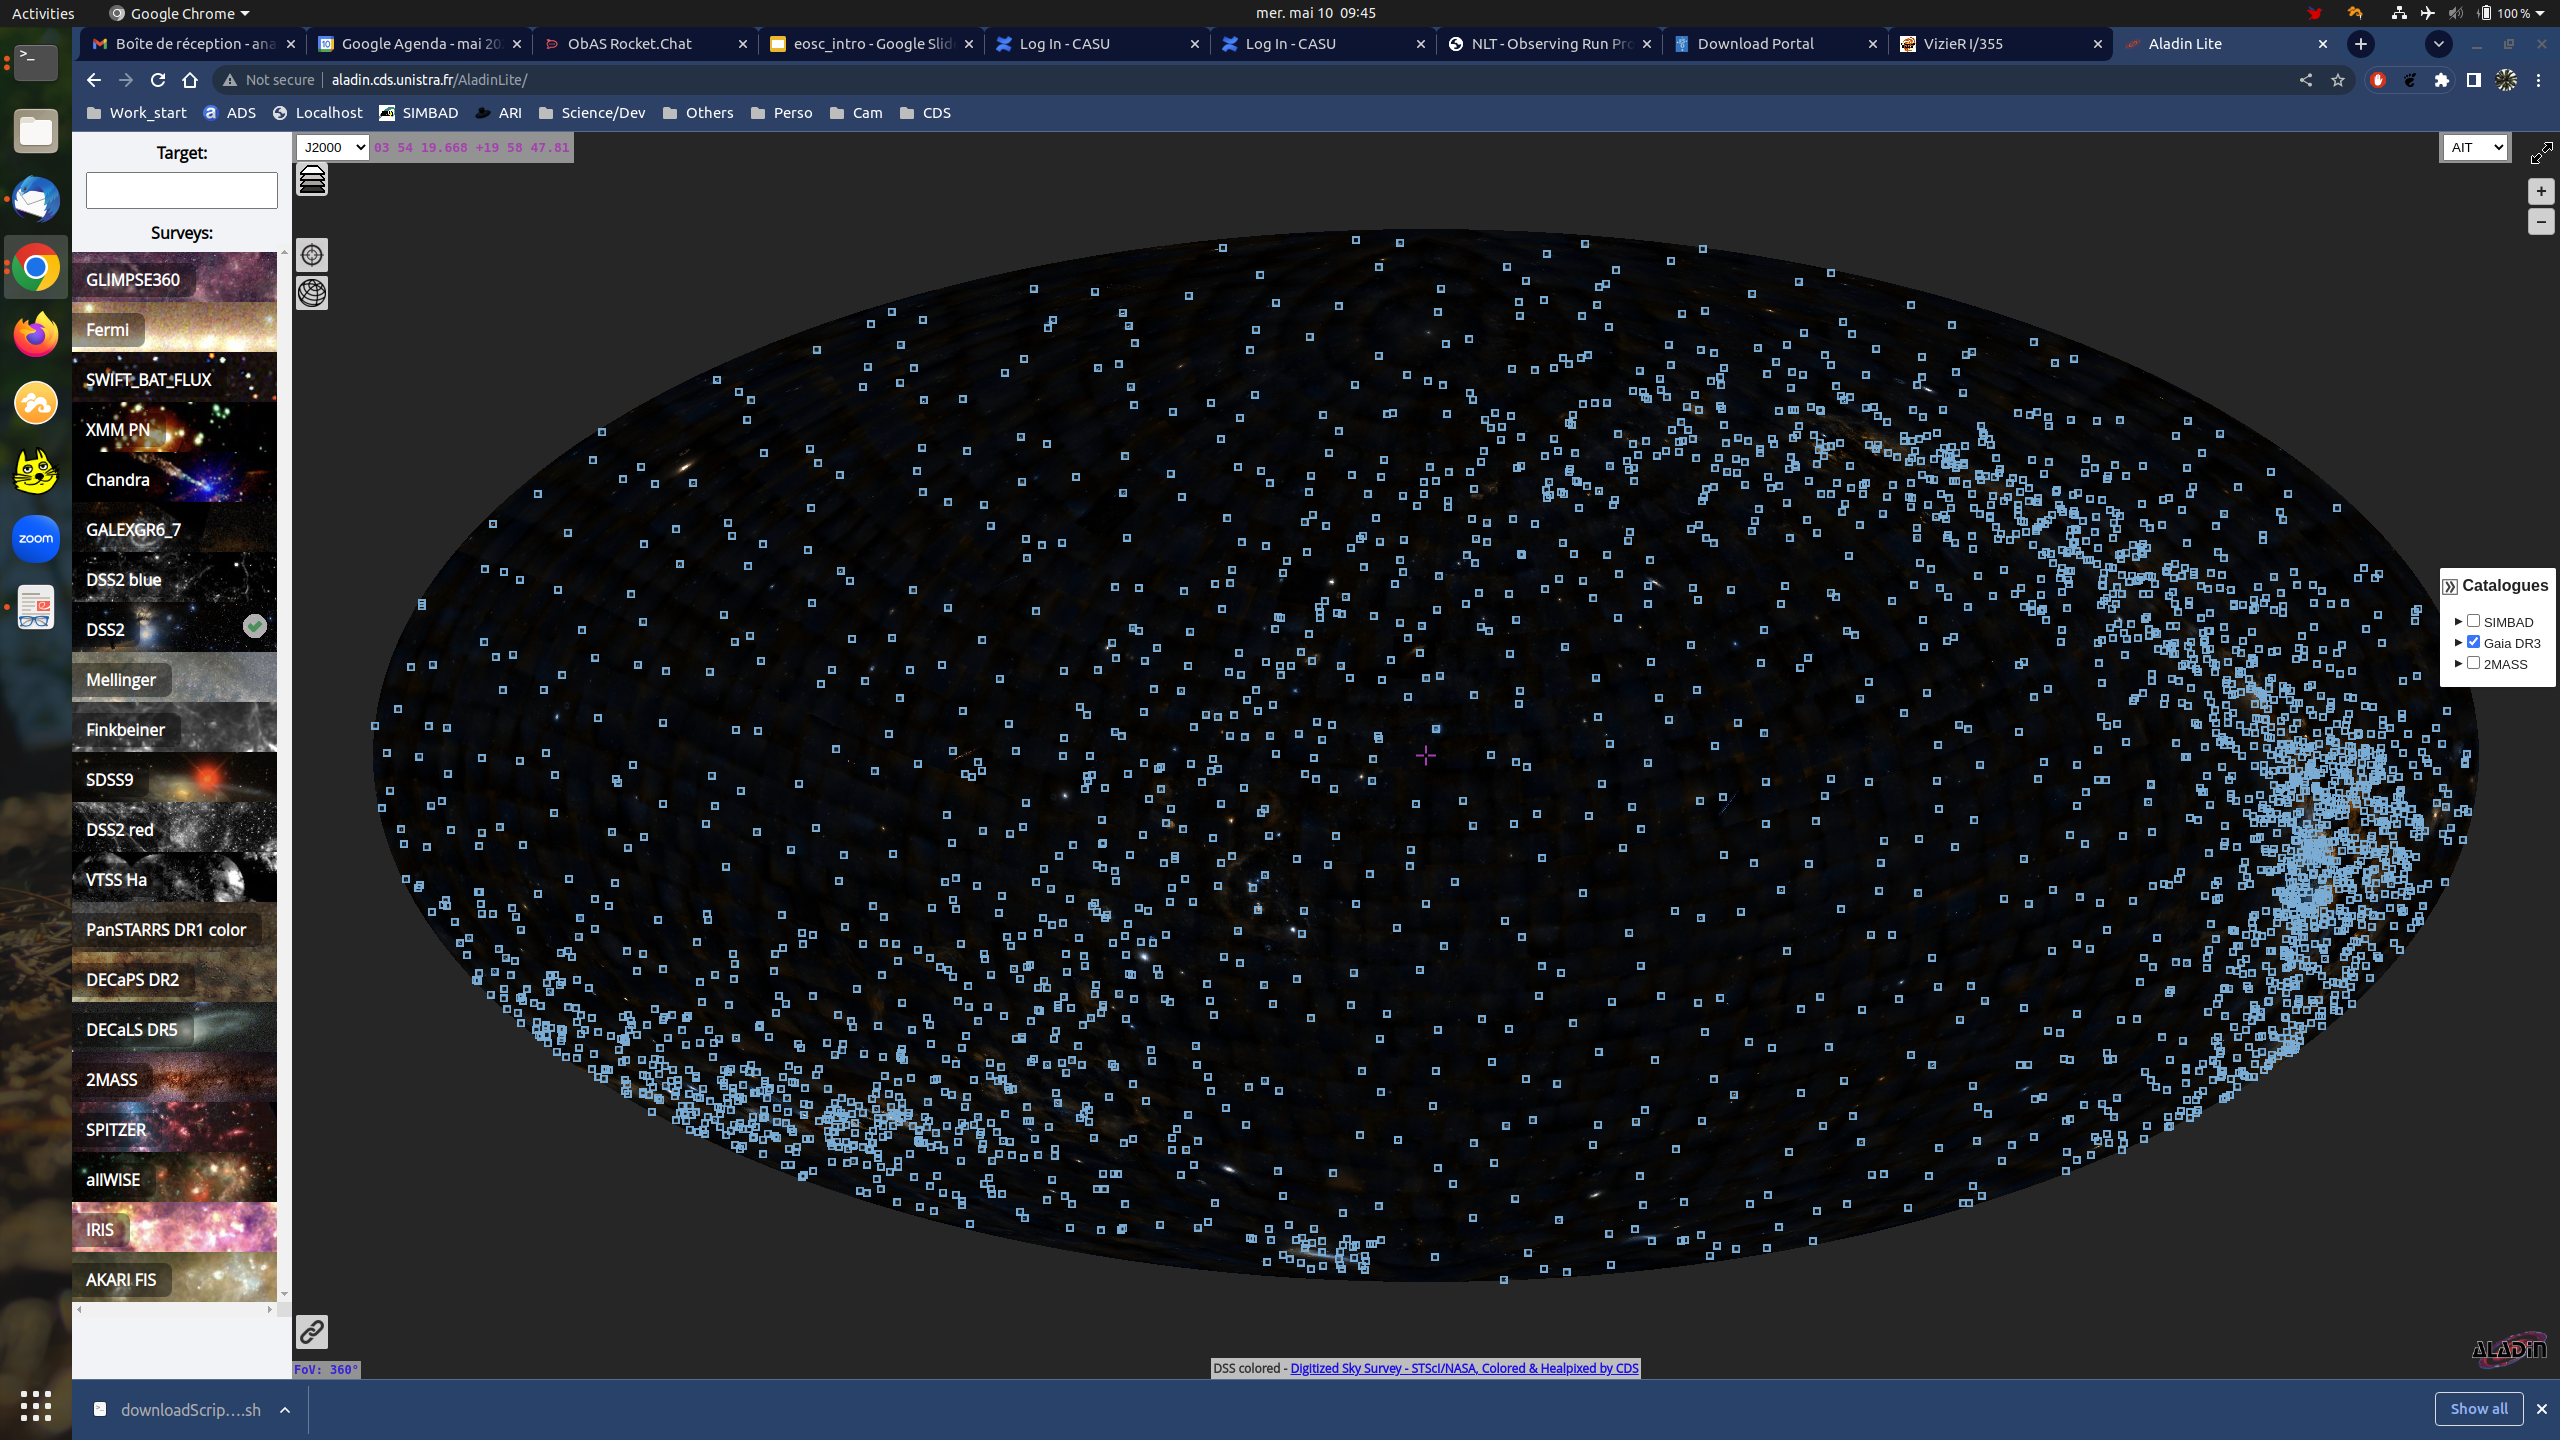 Activities
Google Chrome
mer. mai 10 09:45
100 %
Boîte de réception - ana
Google Agenda - mai 20
ObAS Rocket.Chat
eosc_intro - Google Slide
Log In - CASU
Log In - CASU
NLT - Observing Run Pro
Download Portal
VizieR I/355
Aladin Lite
Not secure
aladin.cds.unistra.fr/AladinLite/
Work_start
ADS
Localhost
SIMBAD
ARI
Science/Dev
Others
Perso
Cam
CDS
Target:
J2000
03 54 19.668 +19 58 47.81
AIT
Surveys:
GLIMPSE360
Fermi
SWIFT_BAT_FLUX
XMM PN
Chandra
GALEXGR6_7
DSS2 blue
DSS2
Mellinger
Finkbeiner
SDSS9
DSS2 red
VTSS Ha
PanSTARRS DR1 color
DECaPS DR2
DECaLS DR5
2MASS
SPITZER
allWISE
IRIS
AKARI FIS
zoom
Catalogues
SIMBAD
Gaia DR3
2MASS
ALADIN
FoV: 360°
DSS colored - Digitized Sky Survey - STScI/NASA, Colored & Healpixed by CDS
downloadScrip....sh
Show all